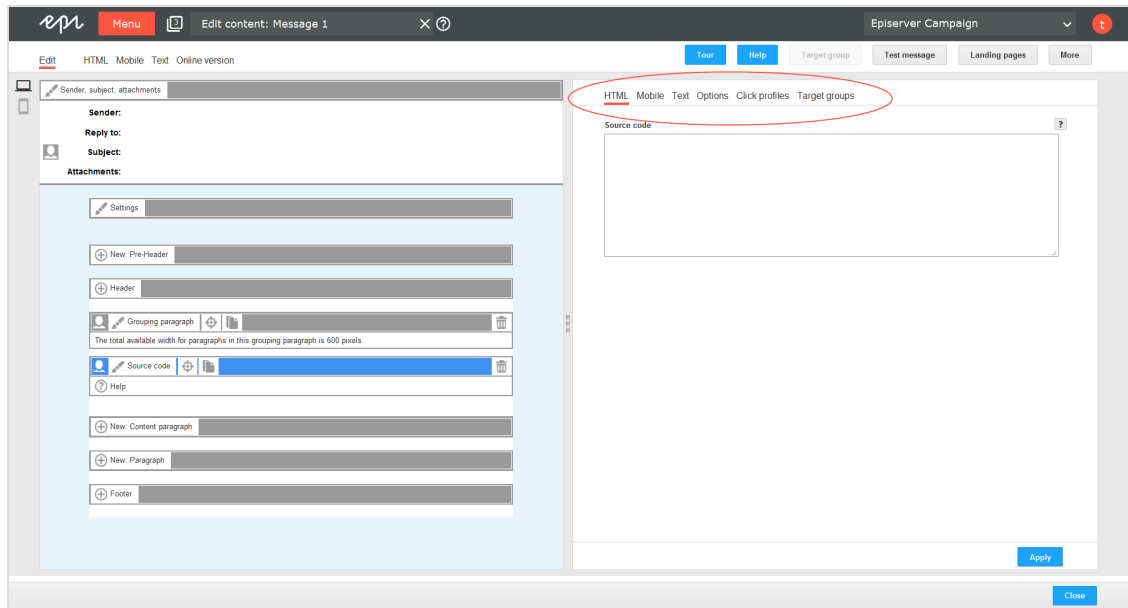 epi Menu 3 Edit content: Message 1 Episerver Campaign t
Edit HTML Mobile Text Online version Tour Help Target group Test message Landing pages More
Sender, subject, attachments
Sender:
Reply to:
Subject:
Attachments:
Settings
New: Pre-Header
Header
Grouping paragraph
The total available width for paragraphs in this grouping paragraph is 600 pixels.
Source code
? Help
New: Content paragraph
New: Paragraph
Footer
HTML Mobile Text Options Click profiles Target groups
Source code ?
Apply
Close